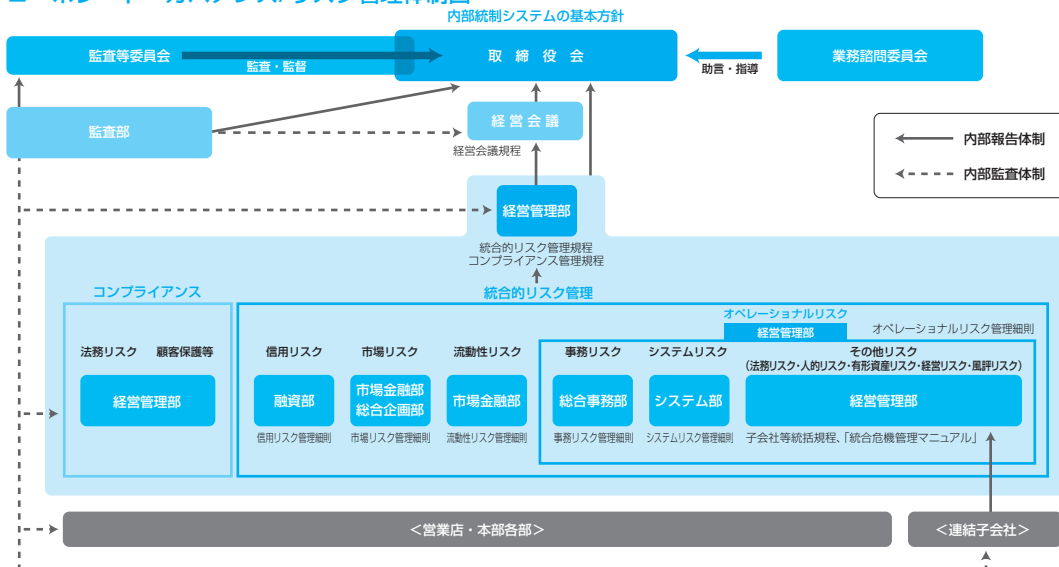 内部統制システムの基本方針
監査等委員会
監査・監督
取締役会
助言・指導
業務諮問委員会
監査部
経営会議
経営会議規程
内部報告体制
内部監査体制
経営管理部
統合的リスク管理規程
コンプライアンス管理規程
コンプライアンス
統合的リスク管理
オペレーショナルリスク
経営管理部
オペレーショナルリスク管理細則
法務リスク 顧客保護等
経営管理部
信用リスク
融資部
信用リスク管理細則
市場リスク
市場金融部
総合企画部
市場リスク管理細則
流動性リスク
市場金融部
流動性リスク管理細則
事務リスク
総合事務部
事務リスク管理細則
システムリスク
システム部
システムリスク管理細則
その他リスク
(法務リスク・人的リスク・有形資産リスク・経営リスク・風評リスク)
経営管理部
子会社等統括規程、「統合危機管理マニュアル」
<営業店・本部各部>
<連結子会社>